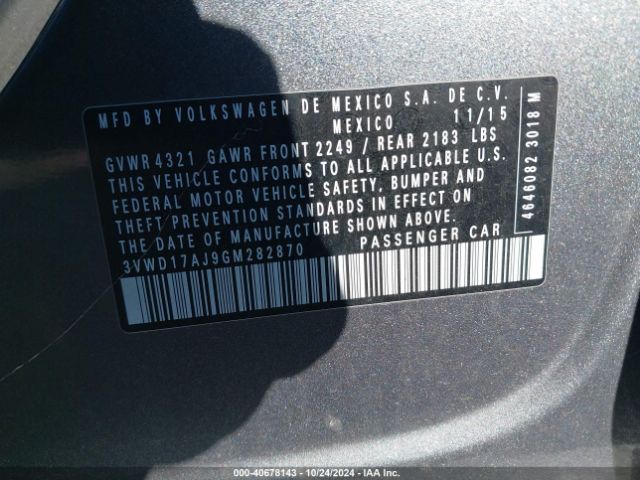 MFD BY VOLKSWAGEN DE MEXICO S.A. DE C.V.
MEXICO 11/15
GVWR 4321 GAWR FRONT 2249 / REAR 2183 LBS
THIS VEHICLE CONFORMS TO ALL APPLICABLE U.S.
FEDERAL MOTOR VEHICLE SAFETY, BUMPER AND
THEFT PREVENTION STANDARDS IN EFFECT ON
THE DATE OF MANUFACTURE SHOWN ABOVE.
3VWD17AJ9GM282870 PASSENGER CAR
4646082 3018 M
000-40678143 - 10/24/2024 - IAA Inc.